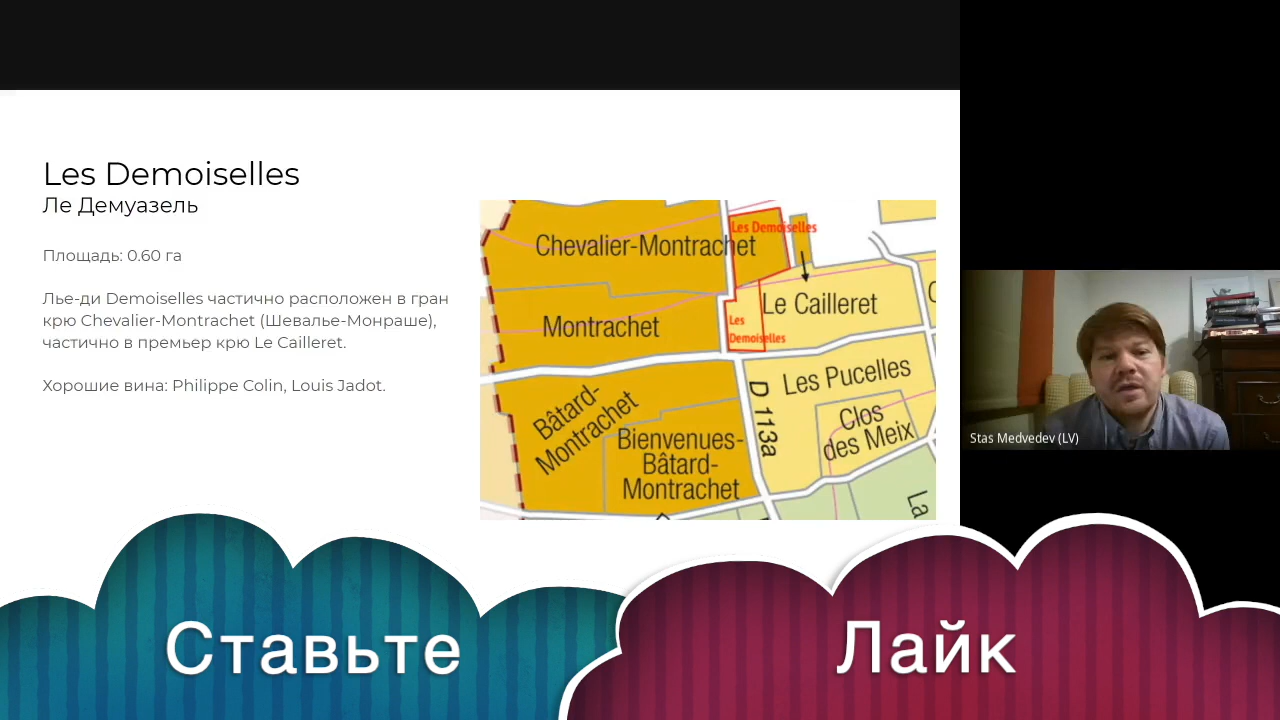 Les Demoiselles
Ле Демуазель
Площадь: 0.60 га
Лье-ди Demoiselles частично расположен в гран
крю Chevalier-Montrachet (Шевалье-Монраше),
частично в премьер крю Le Cailleret.
Хорошие вина: Philippe Colin, Louis Jadot.
Chevalier-Montrachet
Les Demoiselles
Montrachet
Les
Demoiselles
Le Cailleret
Bâtard-
Montrachet
Bienvenues-
Bâtard-
Montrachet
D 113a
Les Pucelles
Clos
des Meix
La
Stas Medvedev (LV)
Ставьте
Лайк